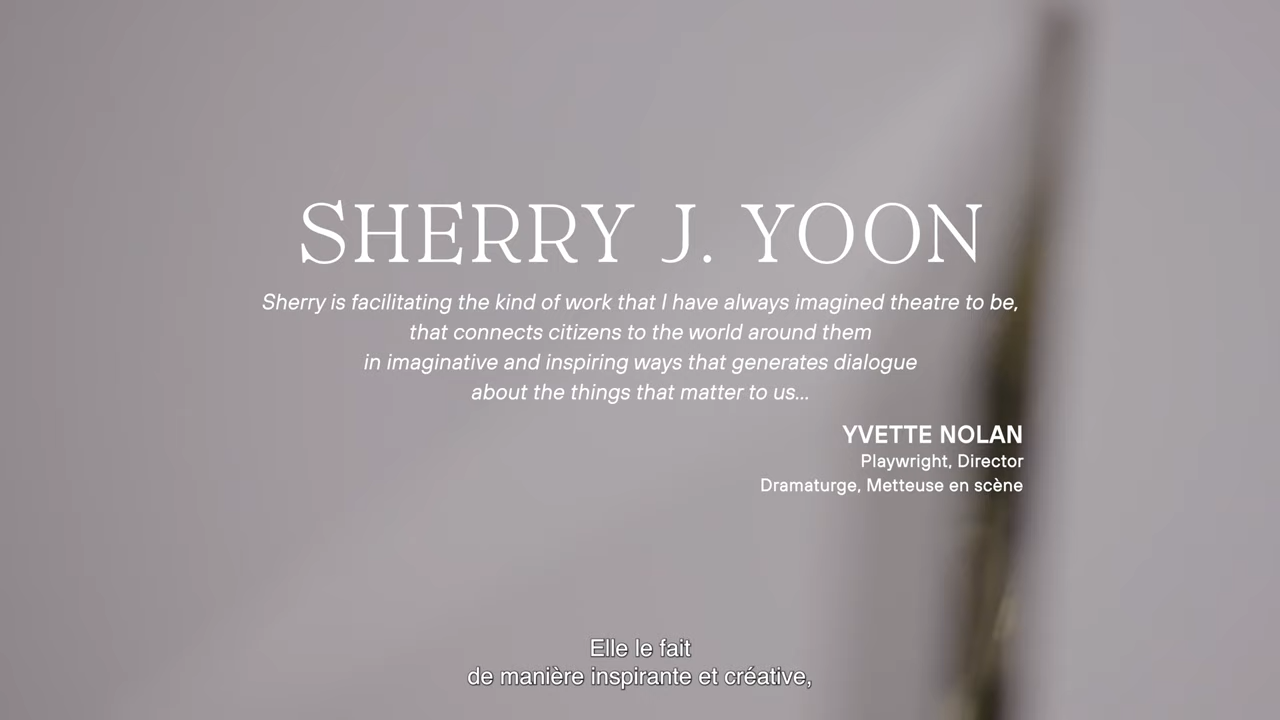 SHERRY J. YOON
Sherry is facilitating the kind of work that I have always imagined theatre to be,
that connects citizens to the world around them
in imaginative and inspiring ways that generates dialogue
about the things that matter to us...
YVETTE NOLAN
Playwright, Director
Dramaturge, Metteuse en scène
Elle le fait
de manière inspirante et créative,